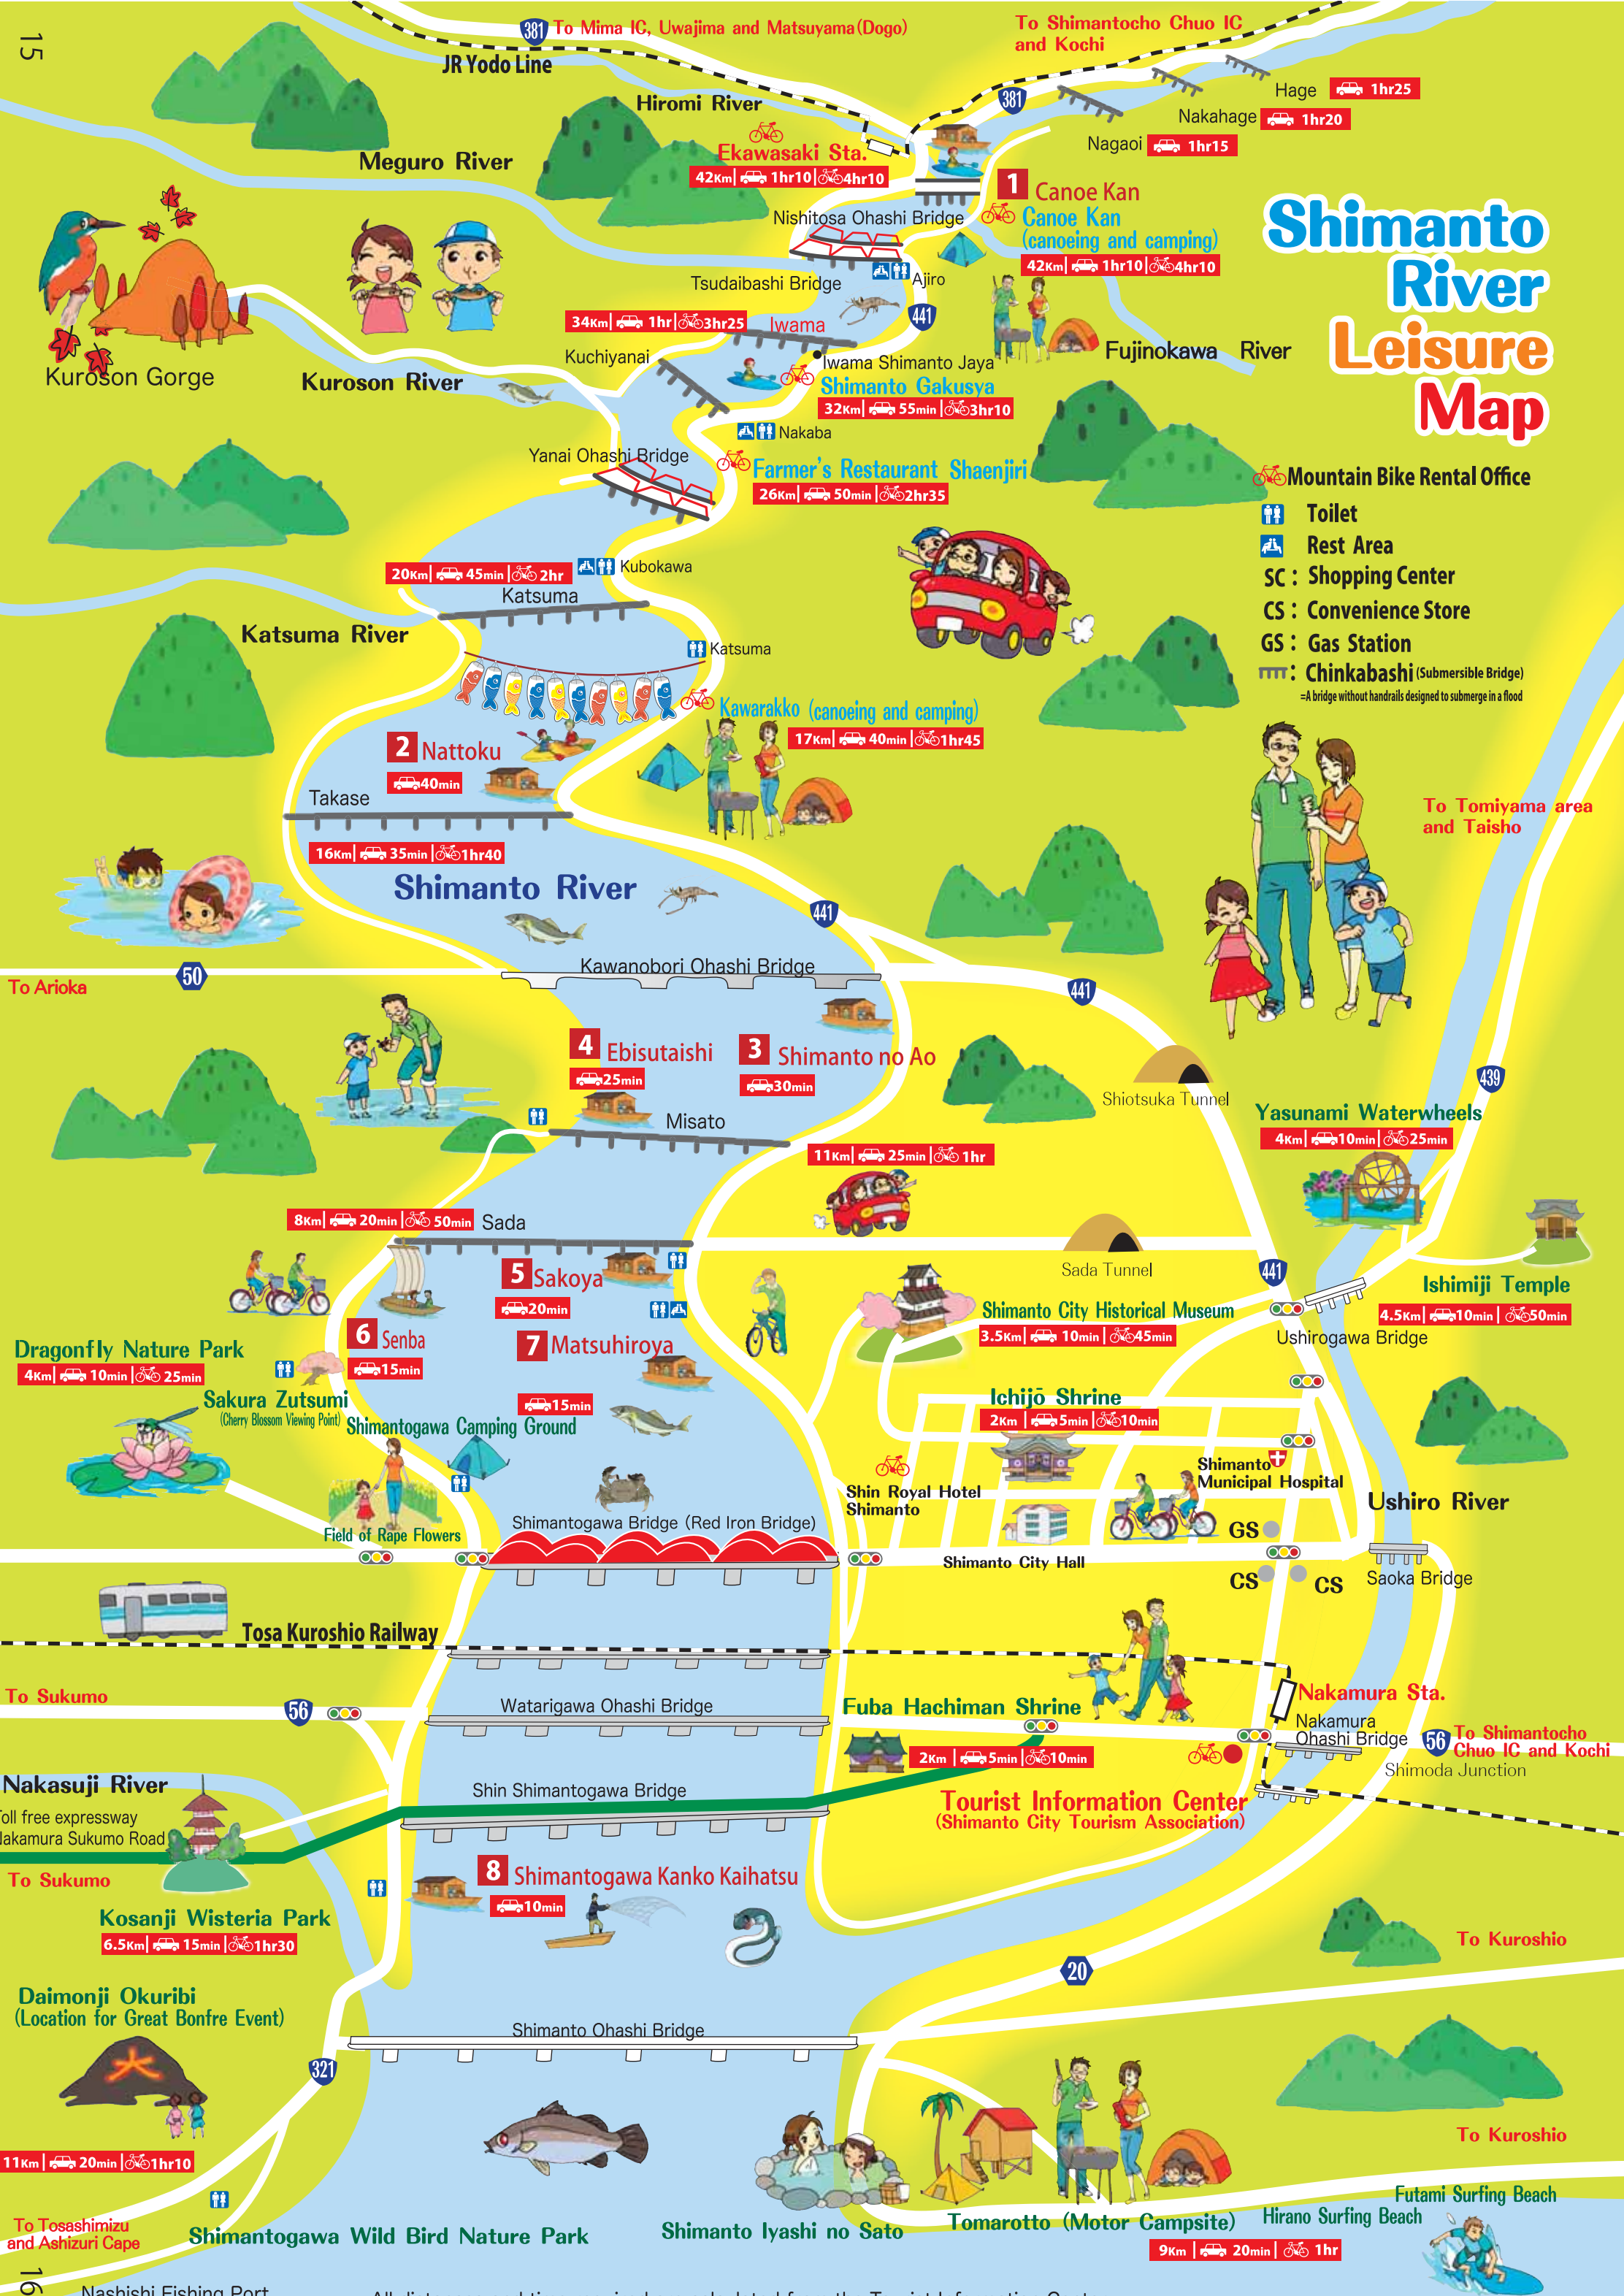 15
381 To Mima IC, Uwajima and Matsuyama(Dogo)
To Shimantocho Chuo IC
and Kochi
JR Yodo Line
Hiromi River
381
Hage 1hr25
Nakahage 1hr20
Nagaoi 1hr15
Meguro River
Ekawasaki Sta.
42Km 1hr10 4hr10
1 Canoe Kan
Nishitosa Ohashi Bridge
Canoe Kan
(canoeing and camping)
42Km 1hr10 4hr10
Shimanto
River
Leisure
Map
Tsudaibashi Bridge
Ajiro
441
34Km 1hr 3hr25
Iwama
Kuchiyanai
Iwama Shimanto Jaya
Fujinokawa River
Kuroson Gorge
Kuroson River
Shimanto Gakusya
32Km 55min 3hr10
Nakaba
Yanai Ohashi Bridge
Farmer's Restaurant Shaenjiri
26Km 50min 2hr35
Mountain Bike Rental Office
Toilet
Rest Area
SC : Shopping Center
CS : Convenience Store
GS : Gas Station
: Chinkabashi (Submersible Bridge)
=A bridge without handrails designed to submerge in a flood
20Km 45min 2hr
Kubokawa
Katsuma
Katsuma River
Katsuma
Kawarakko (canoeing and camping)
17Km 40min 1hr45
2 Nattoku
40min
Takase
16Km 35min 1hr40
To Tomiyama area
and Taisho
Shimanto River
441
Kawanobori Ohashi Bridge
50
To Arioka
441
4 Ebisutaishi
25min
3 Shimanto no Ao
30min
Shiotsuka Tunnel
439
Misato
Yasunami Waterwheels
4Km 10min 25min
11Km 25min 1hr
8Km 20min 50min Sada
5 Sakoya
20min
Sada Tunnel
441
Ishimiji Temple
4.5Km 10min 50min
Shimanto City Historical Museum
3.5Km 10min 45min
Ushirogawa Bridge
6 Senba
15min
7 Matsuhiroya
15min
Dragonfly Nature Park
4Km 10min 25min
Sakura Zutsumi
(Cherry Blossom Viewing Point)
Shimantogawa Camping Ground
Ichijō Shrine
2Km 5min 10min
Shimanto
Municipal Hospital
Shin Royal Hotel
Shimanto
Ushiro River
Field of Rape Flowers
Shimantogawa Bridge (Red Iron Bridge)
GS
Shimanto City Hall
CS
CS
Saoka Bridge
Tosa Kuroshio Railway
To Sukumo
56
Watarigawa Ohashi Bridge
Fuba Hachiman Shrine
2Km 5min 10min
Nakamura Sta.
Nakamura
Ohashi Bridge
56 To Shimantocho
Chuo IC and Kochi
Shimoda Junction
Nakasuji River
Toll free expressway
Nakamura Sukumo Road
To Sukumo
Shin Shimantogawa Bridge
Tourist Information Center
(Shimanto City Tourism Association)
8 Shimantogawa Kanko Kaihatsu
10min
Kosanji Wisteria Park
6.5Km 15min 1hr30
To Kuroshio
20
Daimonji Okuribi
(Location for Great Bonfre Event)
大
Shimanto Ohashi Bridge
321
11Km 20min 1hr10
To Kuroshio
To Tosashimizu
and Ashizuri Cape
Shimantogawa Wild Bird Nature Park
Shimanto Iyashi no Sato
Tomarotto (Motor Campsite)
9Km 20min 1hr
Hirano Surfing Beach
Futami Surfing Beach
16
Nashishi Fishing Port